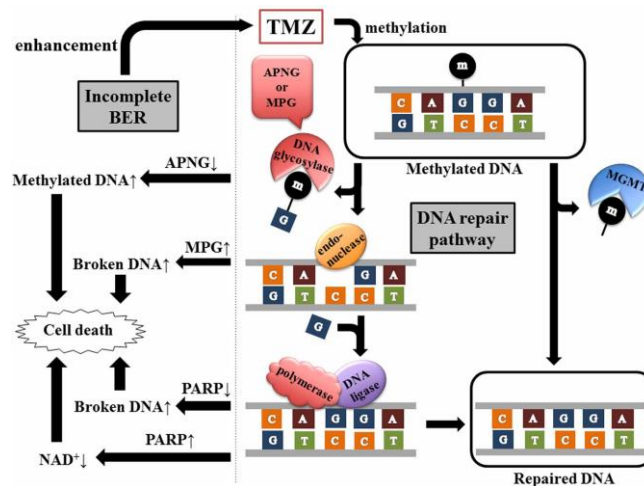 TMZ
enhancement
methylation
Incomplete
BER
APNG
or
MPG
m
C A G G A
G T C C T
Methylated DNA
DNA
glycosylase
m
G
APNG↓
Methylated DNA↑
MGMT
m
DNA repair
pathway
endo-
nuclease
MPG↑
Broken DNA↑
C A G A
G T C C T
Cell death
G
polymerase
DNA
ligase
PARP↓
Broken DNA↑
C A G G A
G T C C T
PARP↑
NAD⁺↓
C A G G A
G T C C T
Repaired DNA